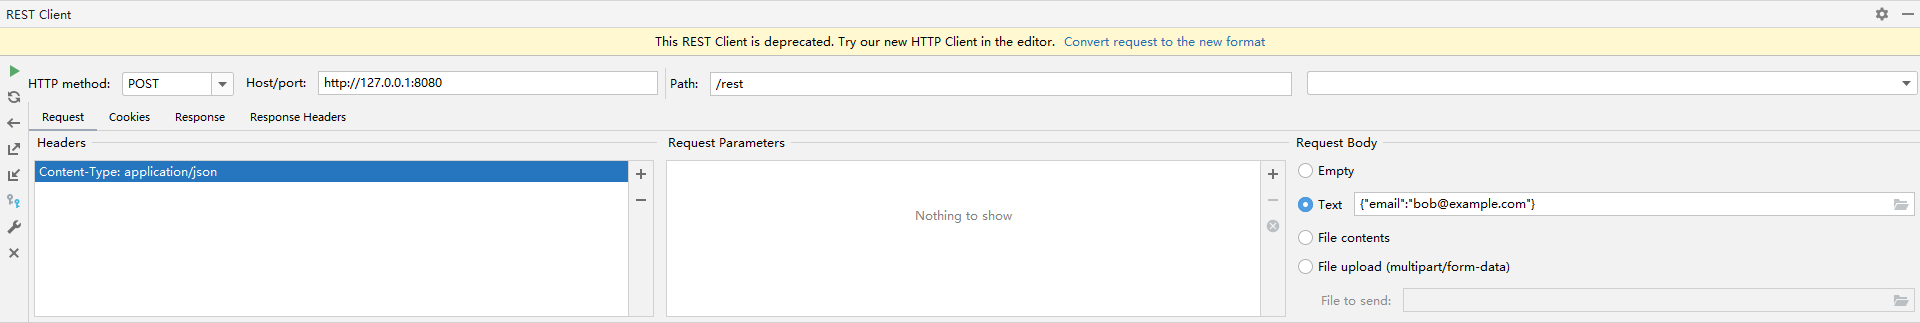 REST Client
This REST Client is deprecated. Try our new HTTP Client in the editor. Convert request to the new format
HTTP method: POST Host/port: http://127.0.0.1:8080 Path: /rest
Request Cookies Response Response Headers
Headers Request Parameters Request Body
Content-Type: application/json
Empty
Nothing to show
Text {"email":"bob@example.com"}
File contents
File upload (multipart/form-data)
File to send: